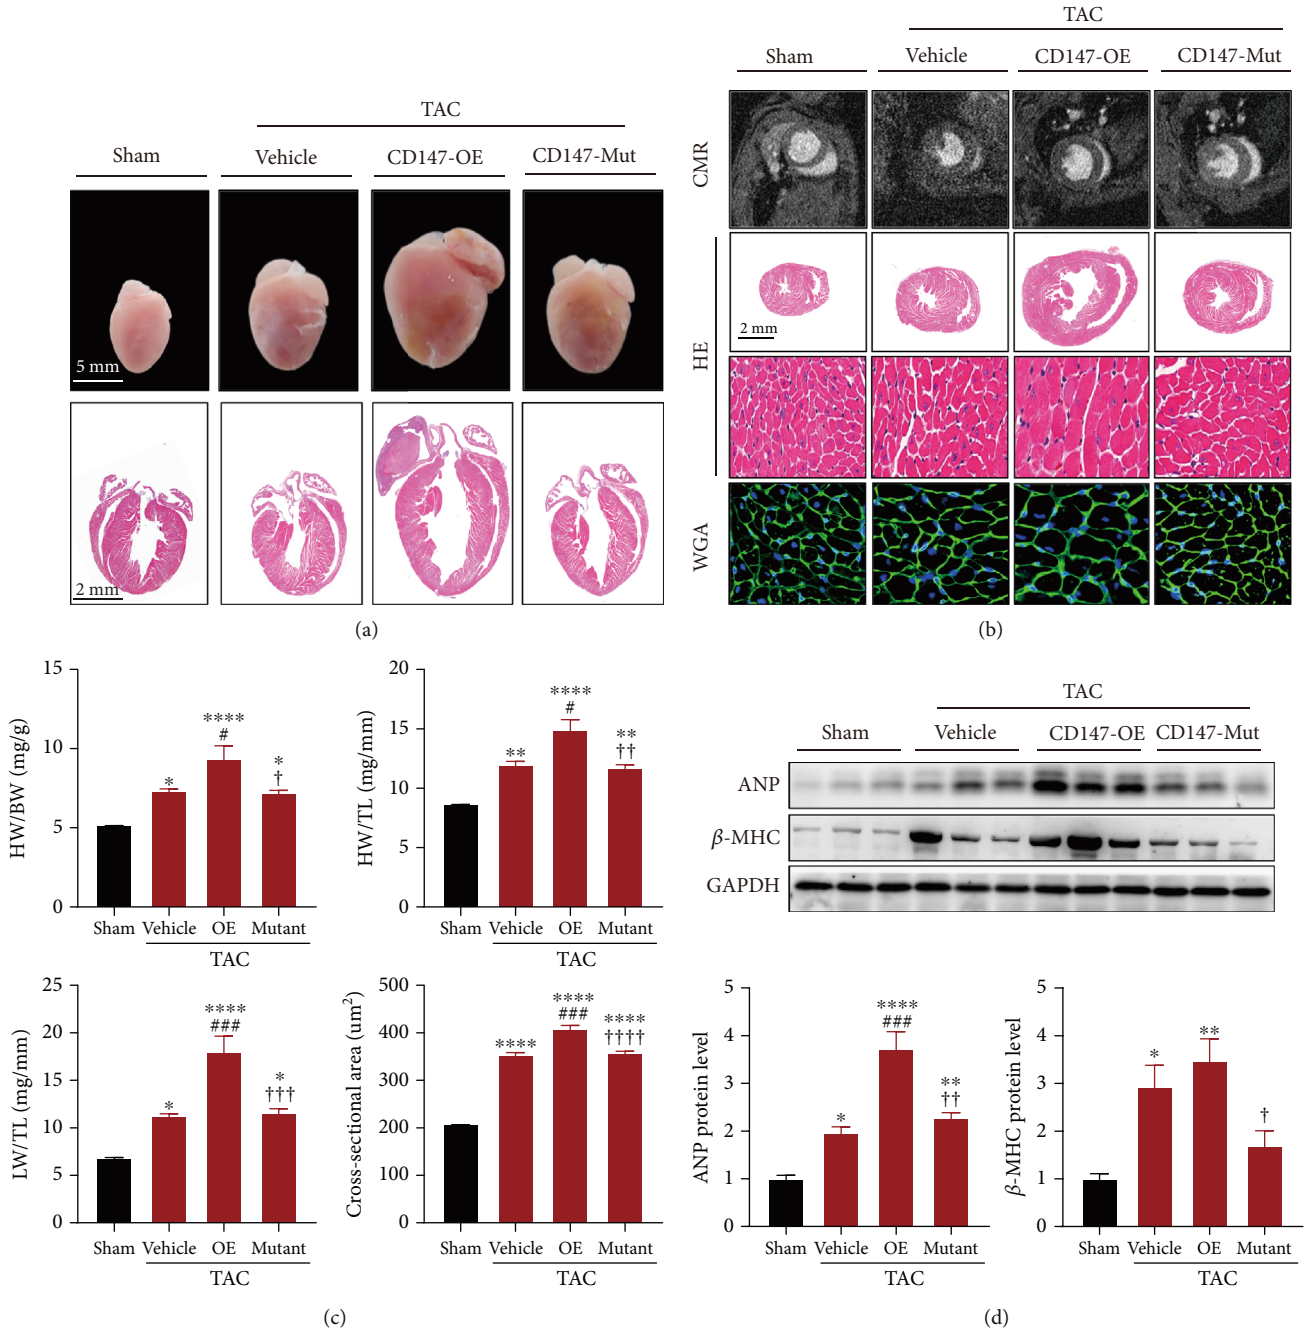 TAC
Sham Vehicle CD147-OE CD147-Mut
5 mm
2 mm
(a)
TAC
Sham Vehicle CD147-OE CD147-Mut
CMR
HE
2 mm
WGA
(b)
HW/BW (mg/g)
15
10
5
0
**** # * * †
Sham Vehicle OE Mutant
TAC
HW/TL (mg/mm)
20
15
10
5
0
**** # ** ** ††
Sham Vehicle OE Mutant
TAC
LW/TL (mg/mm)
25
20
15
10
5
0
**** ### * * †††
Sham Vehicle OE Mutant
TAC
Cross-sectional area (um²)
500
400
300
200
100
0
**** ### **** **** ††††
Sham Vehicle OE Mutant
TAC
(c)
TAC
Sham Vehicle CD147-OE CD147-Mut
ANP
β-MHC
GAPDH
ANP protein level
5
4
3
2
1
0
**** ### * ** ††
Sham Vehicle OE Mutant
TAC
β-MHC protein level
5
4
3
2
1
0
* ** †
Sham Vehicle OE Mutant
TAC
(d)